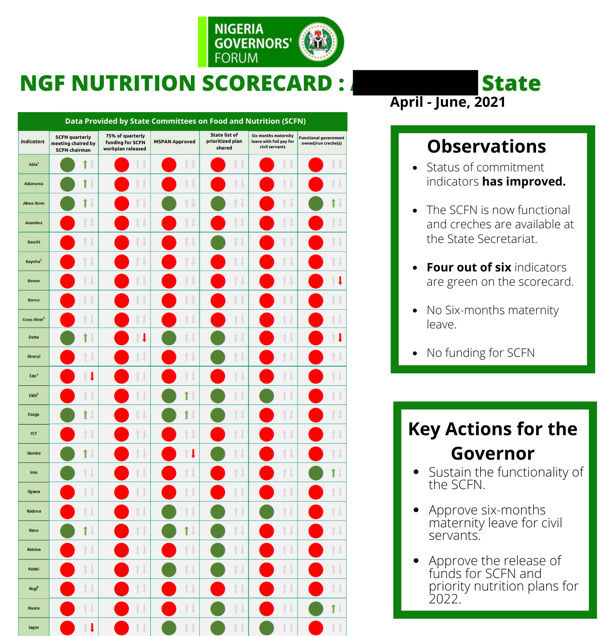 NIGERIA
GOVERNORS'
FORUM
NGF NUTRITION SCORECARD : State
April - June, 2021
Data Provided by State Committees on Food and Nutrition (SCFN)
Indicators
SCFN quarterly
meeting chaired by
SCFN chairman
75% of quarterly
funding for SCFN
workplan released
MSPAN Approved
State list of
prioritized plan
shared
Six months maternity
leave with full pay for
civil servants
Functional government
owned/run creche(s)
Abia
Adamawa
Akwa Ibom
Anambra
Bauchi
Bayelsa
Benue
Borno
Cross River
Delta
Ebonyi
Edo
Ekiti
Enugu
FCT
Gombe
Imo
Jigawa
Kaduna
Kano
Katsina
Kebbi
Kogi
Kwara
Lagos
Observations
• Status of commitment
indicators has improved.
• The SCFN is now functional
and creches are available at
the State Secretariat.
• Four out of six indicators
are green on the scorecard.
• No Six-months maternity
leave.
• No funding for SCFN
Key Actions for the
Governor
• Sustain the functionality of
the SCFN.
• Approve six-months
maternity leave for civil
servants.
• Approve the release of
funds for SCFN and
priority nutrition plans for
2022.